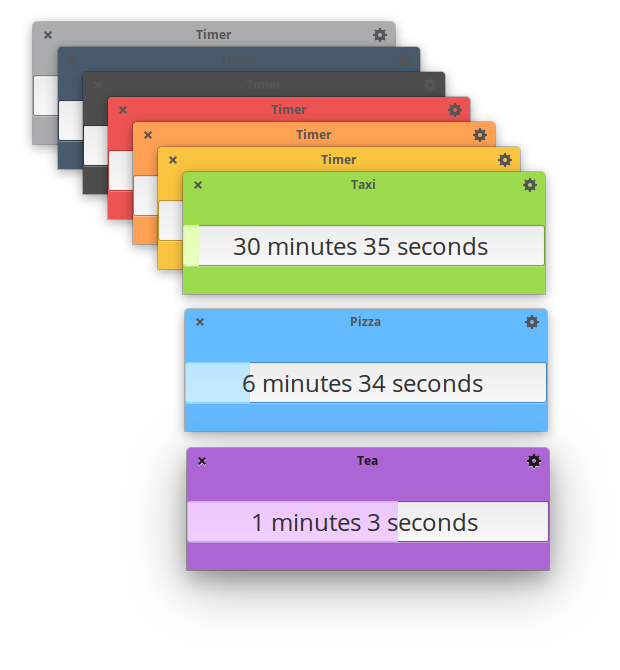 Timer
Timer
Timer
Timer
Timer
Timer
Taxi
30 minutes 35 seconds
Pizza
6 minutes 34 seconds
Tea
1 minutes 3 seconds